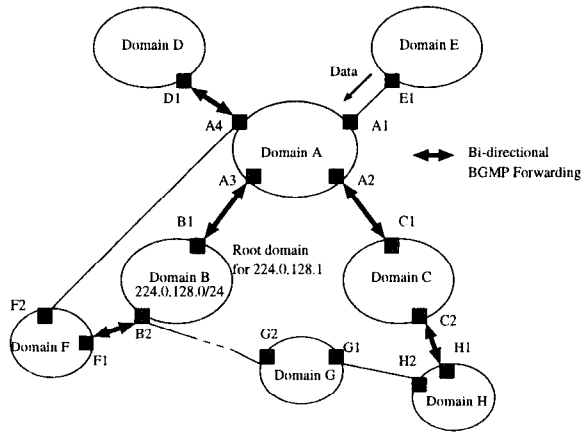 Domain D
Domain E
Data
D1
E1
A4
A1
Domain A
Bi-directional
BGMP Forwarding
A3
A2
B1
C1
Root domain
for 224.0.128.1
Domain B
224.0.128.0/24
Domain C
F2
B2
C2
Domain F
F1
G2
G1
H2
H1
Domain G
Domain H